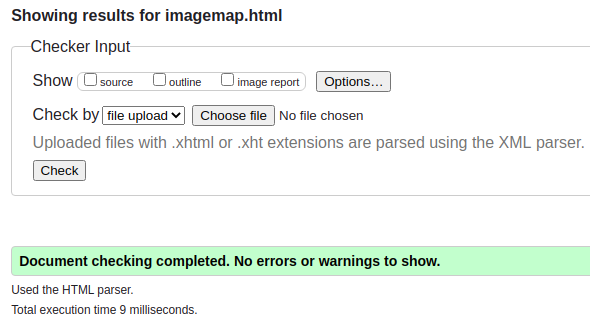 Showing results for imagemap.html
Checker Input
Show source outline image report Options...
Check by file upload Choose file No file chosen
Uploaded files with .xhtml or .xht extensions are parsed using the XML parser.
Check
Document checking completed. No errors or warnings to show.
Used the HTML parser.
Total execution time 9 milliseconds.